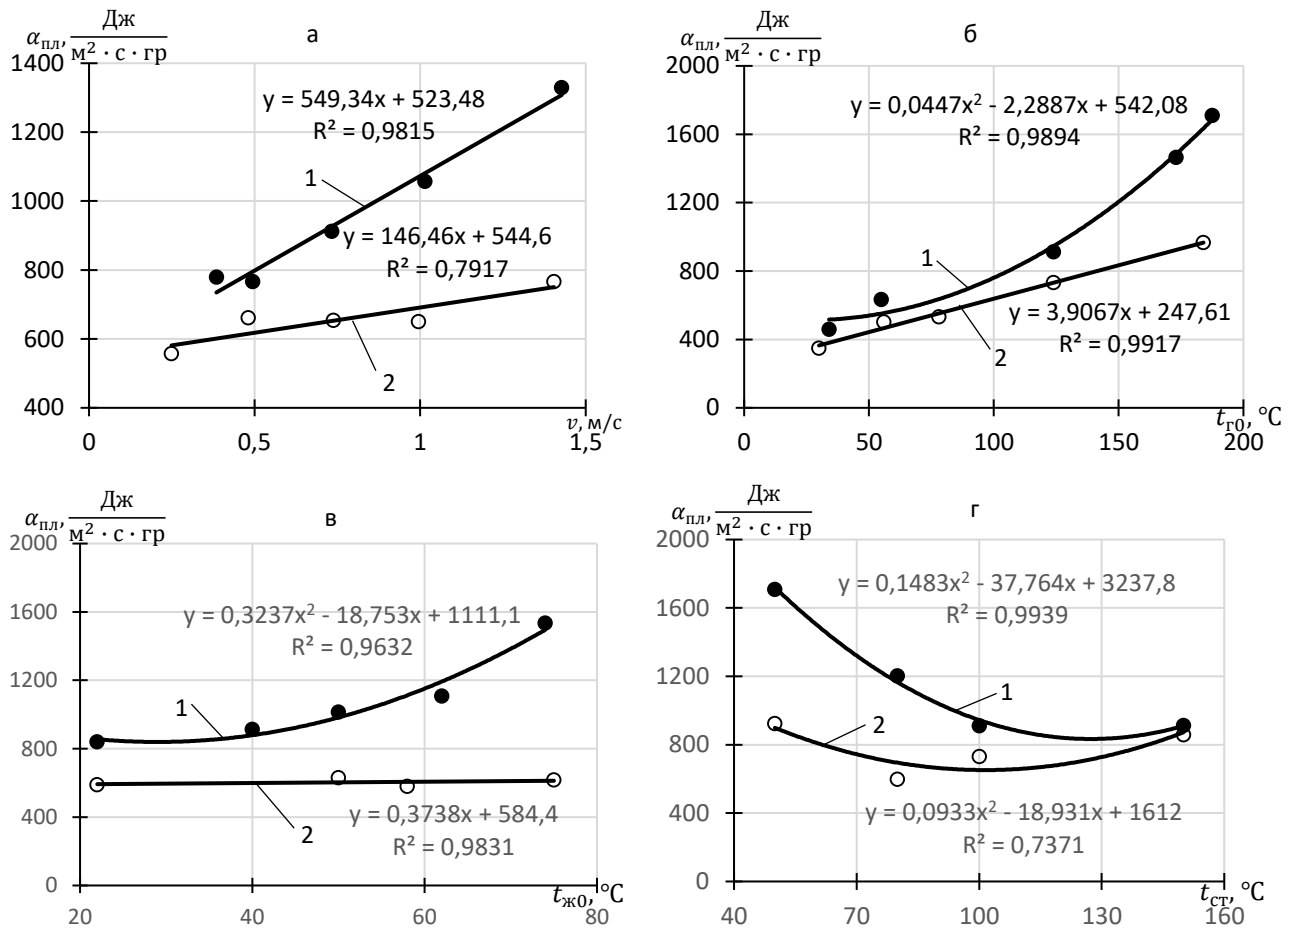 α_пл, Дж
м² · с · гр
а
1400
1200
1000
800
600
400
0
0,5
1
1,5
v, м/с
y = 549,34x + 523,48
R² = 0,9815
1
y = 146,46x + 544,6
R² = 0,7917
2
α_пл, Дж
м² · с · гр
б
2000
1600
1200
800
400
0
0
50
100
150
200
t_г0, °C
y = 0,0447x² - 2,2887x + 542,08
R² = 0,9894
1
y = 3,9067x + 247,61
R² = 0,9917
2
α_пл, Дж
м² · с · гр
в
2000
1600
1200
800
400
0
20
40
60
80
t_ж0, °C
y = 0,3237x² - 18,753x + 1111,1
R² = 0,9632
1
2
y = 0,3738x + 584,4
R² = 0,9831
α_пл, Дж
м² · с · гр
г
2000
1600
1200
800
400
0
40
70
100
130
160
t_ст, °C
y = 0,1483x² - 37,764x + 3237,8
R² = 0,9939
1
2
y = 0,0933x² - 18,931x + 1612
R² = 0,7371